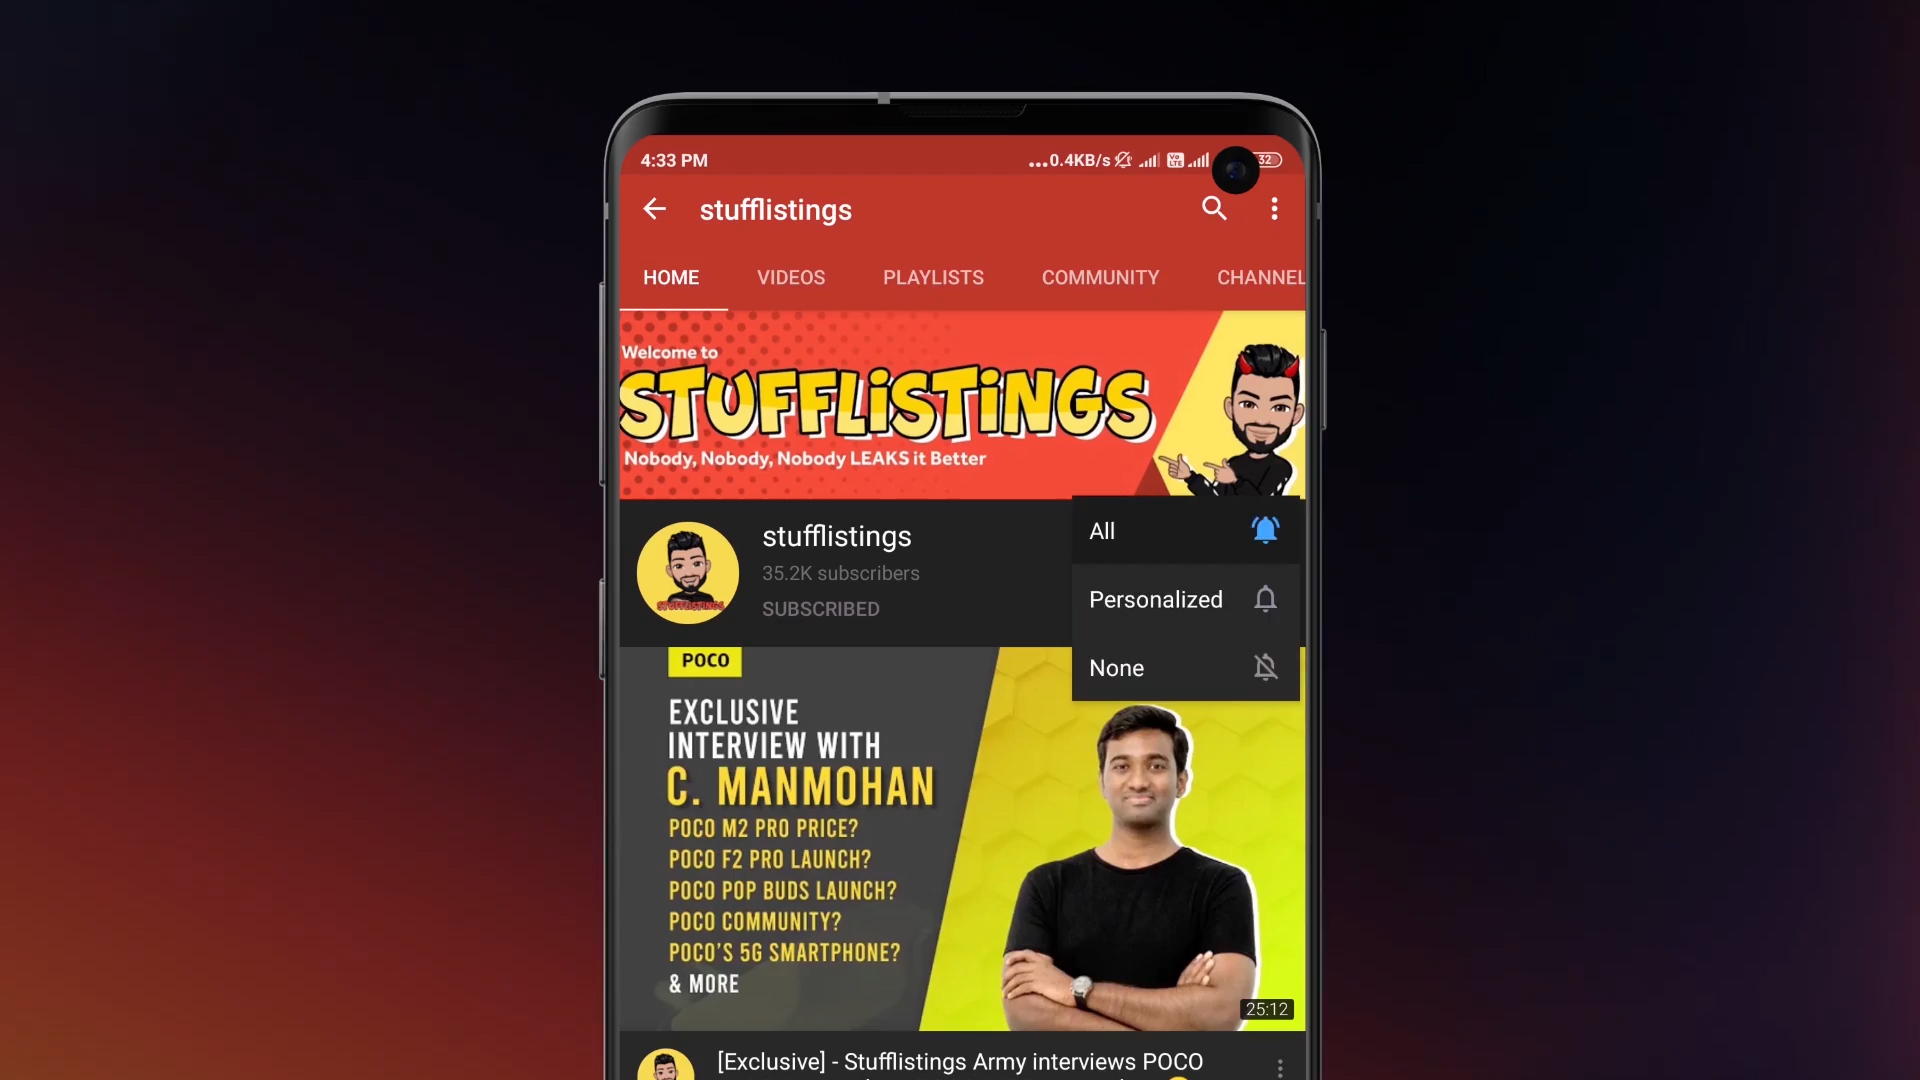 4:33 PM
...0.4KB/s
Vo LTE
32
stufflistings
HOME
VIDEOS
PLAYLISTS
COMMUNITY
CHANNEL
Welcome to
STUFFLiSTiNGS
Nobody, Nobody, Nobody LEAKS it Better
stufflistings
35.2K subscribers
SUBSCRIBED
STUFFLISTINGS
All
Personalized
None
POCO
EXCLUSIVE
INTERVIEW WITH
C. MANMOHAN
POCO M2 PRO PRICE?
POCO F2 PRO LAUNCH?
POCO POP BUDS LAUNCH?
POCO COMMUNITY?
POCO'S 5G SMARTPHONE?
& MORE
25:12
[Exclusive] - Stufflistings Army interviews POCO